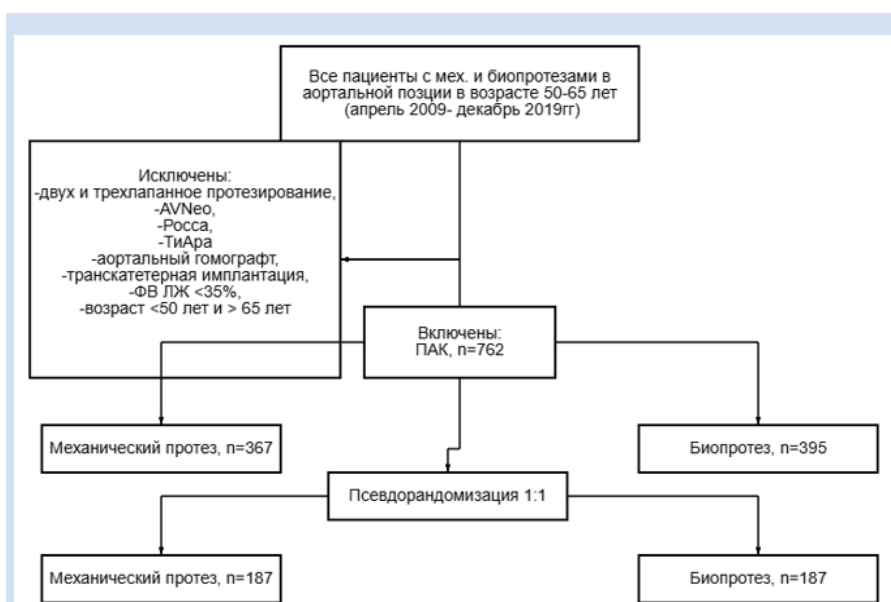 Все пациенты с мех. и биопротезами в
аортальной позции в возрасте 50-65 лет
(апрель 2009- декабрь 2019гг)
Исключены:
-двух и трехлапанное протезирование,
-AVNeo,
-Росса,
-ТиАра
-аортальный гомографт,
-транскатетерная имплантация,
-ФВ ЛЖ <35%,
-возраст <50 лет и > 65 лет
Включены:
ПАК, n=762
Механический протез, n=367
Биопротез, n=395
Псевдорандомизация 1:1
Механический протез, n=187
Биопротез, n=187